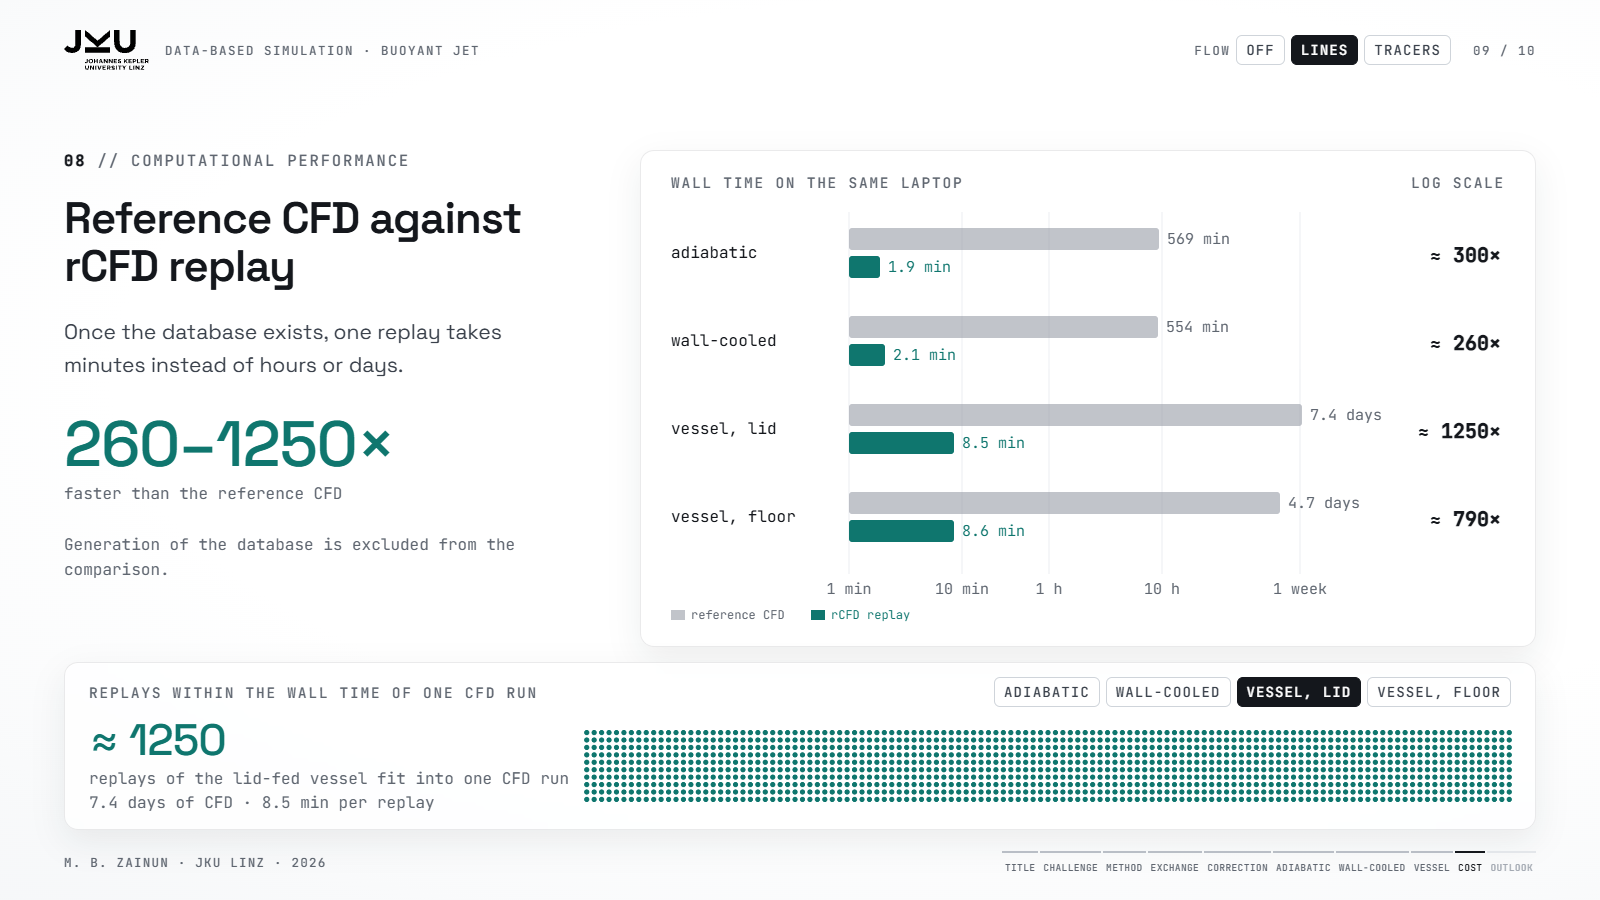 JKU
JOHANNES KEPLER
UNIVERSITY LINZ
DATA-BASED SIMULATION · BUOYANT JET
FLOW OFF LINES TRACERS 09 / 10
08 // COMPUTATIONAL PERFORMANCE
Reference CFD against
rCFD replay
Once the database exists, one replay takes
minutes instead of hours or days.
260–1250×
faster than the reference CFD
Generation of the database is excluded from the
comparison.
WALL TIME ON THE SAME LAPTOP LOG SCALE
adiabatic 569 min 1.9 min ≈ 300×
wall-cooled 554 min 2.1 min ≈ 260×
vessel, lid 7.4 days 8.5 min ≈ 1250×
vessel, floor 4.7 days 8.6 min ≈ 790×
1 min 10 min 1 h 10 h 1 week
reference CFD rCFD replay
REPLAYS WITHIN THE WALL TIME OF ONE CFD RUN
ADIABATIC WALL-COOLED VESSEL, LID VESSEL, FLOOR
≈ 1250
replays of the lid-fed vessel fit into one CFD run
7.4 days of CFD · 8.5 min per replay
M. B. ZAINUN · JKU LINZ · 2026
TITLE CHALLENGE METHOD EXCHANGE CORRECTION ADIABATIC WALL-COOLED VESSEL COST OUTLOOK